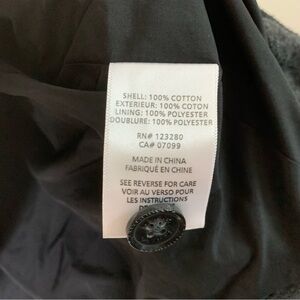 SHELL: 100% COTTON
EXTERIEUR: 100% COTON
LINING: 100% POLYESTER
DOUBLURE: 100% POLYESTER
RN# 123280
CA# 07099
MADE IN CHINA
FABRIQUÉ EN CHINE
SEE REVERSE FOR CARE
VOIR AU VERSO POUR
LES INSTRUCTIONS